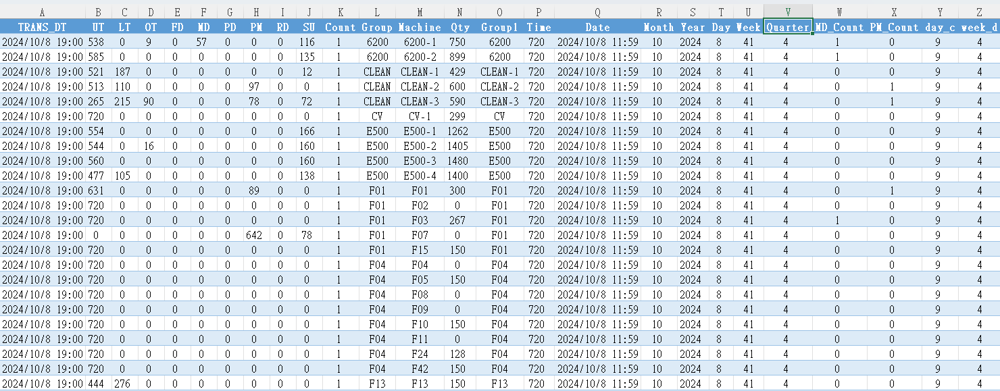 A B C D E F G H I J K L M N O P Q R S T U V W X Y Z
TRANS_DT UT LT OT FD MD PD PM RD SU Count Group Machine Qty Group1 Time Date Month Year Day Week Quarter MD_Count PM_Count day_c week_d
2024/10/8 19:00 538 0 9 0 57 0 0 0 116 1 6200 6200-1 750 6200 720 2024/10/8 11:59 10 2024 8 41 4 1 0 9 4
2024/10/8 19:00 585 0 0 0 0 0 0 0 135 1 6200 6200-2 899 6200 720 2024/10/8 11:59 10 2024 8 41 4 1 0 9 4
2024/10/8 19:00 521 187 0 0 0 0 0 0 12 1 CLEAN CLEAN-1 429 CLEAN-1 720 2024/10/8 11:59 10 2024 8 41 4 0 0 9 4
2024/10/8 19:00 513 110 0 0 0 0 97 0 0 1 CLEAN CLEAN-2 600 CLEAN-2 720 2024/10/8 11:59 10 2024 8 41 4 0 1 9 4
2024/10/8 19:00 265 215 90 0 0 0 78 0 72 1 CLEAN CLEAN-3 590 CLEAN-3 720 2024/10/8 11:59 10 2024 8 41 4 0 1 9 4
2024/10/8 19:00 720 0 0 0 0 0 0 0 0 1 CV CV-1 299 CV 720 2024/10/8 11:59 10 2024 8 41 4 0 0 9 4
2024/10/8 19:00 554 0 0 0 0 0 0 0 166 1 E500 E500-1 1262 E500 720 2024/10/8 11:59 10 2024 8 41 4 0 0 9 4
2024/10/8 19:00 544 0 16 0 0 0 0 0 160 1 E500 E500-2 1405 E500 720 2024/10/8 11:59 10 2024 8 41 4 0 0 9 4
2024/10/8 19:00 560 0 0 0 0 0 0 0 160 1 E500 E500-3 1480 E500 720 2024/10/8 11:59 10 2024 8 41 4 0 0 9 4
2024/10/8 19:00 477 105 0 0 0 0 0 0 138 1 E500 E500-4 1400 E500 720 2024/10/8 11:59 10 2024 8 41 4 0 0 9 4
2024/10/8 19:00 631 0 0 0 0 0 89 0 0 1 F01 F01 300 F01 720 2024/10/8 11:59 10 2024 8 41 4 0 1 9 4
2024/10/8 19:00 720 0 0 0 0 0 0 0 0 1 F01 F02 0 F01 720 2024/10/8 11:59 10 2024 8 41 4 0 0 9 4
2024/10/8 19:00 720 0 0 0 0 0 0 0 0 1 F01 F03 267 F01 720 2024/10/8 11:59 10 2024 8 41 4 1 0 9 4
2024/10/8 19:00 0 0 0 0 0 0 642 0 78 1 F01 F07 0 F01 720 2024/10/8 11:59 10 2024 8 41 4 0 0 9 4
2024/10/8 19:00 720 0 0 0 0 0 0 0 0 1 F01 F15 150 F01 720 2024/10/8 11:59 10 2024 8 41 4 0 0 9 4
2024/10/8 19:00 720 0 0 0 0 0 0 0 0 1 F04 F04 0 F04 720 2024/10/8 11:59 10 2024 8 41 4 0 0 9 4
2024/10/8 19:00 720 0 0 0 0 0 0 0 0 1 F04 F05 150 F04 720 2024/10/8 11:59 10 2024 8 41 4 0 0 9 4
2024/10/8 19:00 720 0 0 0 0 0 0 0 0 1 F04 F08 0 F04 720 2024/10/8 11:59 10 2024 8 41 4 0 0 9 4
2024/10/8 19:00 720 0 0 0 0 0 0 0 0 1 F04 F09 0 F04 720 2024/10/8 11:59 10 2024 8 41 4 0 0 9 4
2024/10/8 19:00 720 0 0 0 0 0 0 0 0 1 F04 F10 150 F04 720 2024/10/8 11:59 10 2024 8 41 4 0 0 9 4
2024/10/8 19:00 720 0 0 0 0 0 0 0 0 1 F04 F11 0 F04 720 2024/10/8 11:59 10 2024 8 41 4 0 0 9 4
2024/10/8 19:00 720 0 0 0 0 0 0 0 0 1 F04 F24 128 F04 720 2024/10/8 11:59 10 2024 8 41 4 0 0 9 4
2024/10/8 19:00 720 0 0 0 0 0 0 0 0 1 F04 F42 150 F04 720 2024/10/8 11:59 10 2024 8 41 4 0 0 9 4
2024/10/8 19:00 444 276 0 0 0 0 0 0 0 1 F13 F13 150 F13 720 2024/10/8 11:59 10 2024 8 41 4 0 0 9 4